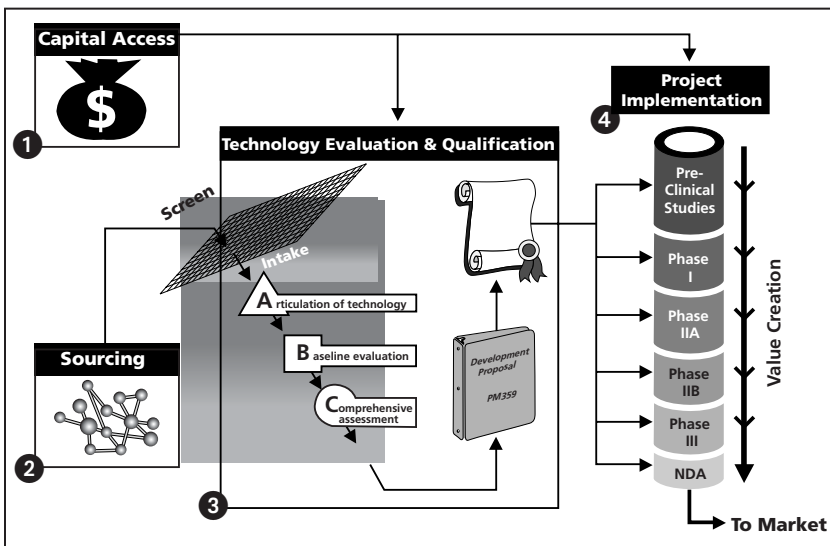 Capital Access
$
1
Project
Implementation
4
Technology Evaluation & Qualification
Screen
Intake
Articulation of technology
Baseline evaluation
Comprehensive
assessment
3
Development
Proposal
PM359
Sourcing
2
Pre-
Clinical
Studies
Phase
I
Phase
IIA
Phase
IIB
Phase
III
NDA
Value Creation
To Market